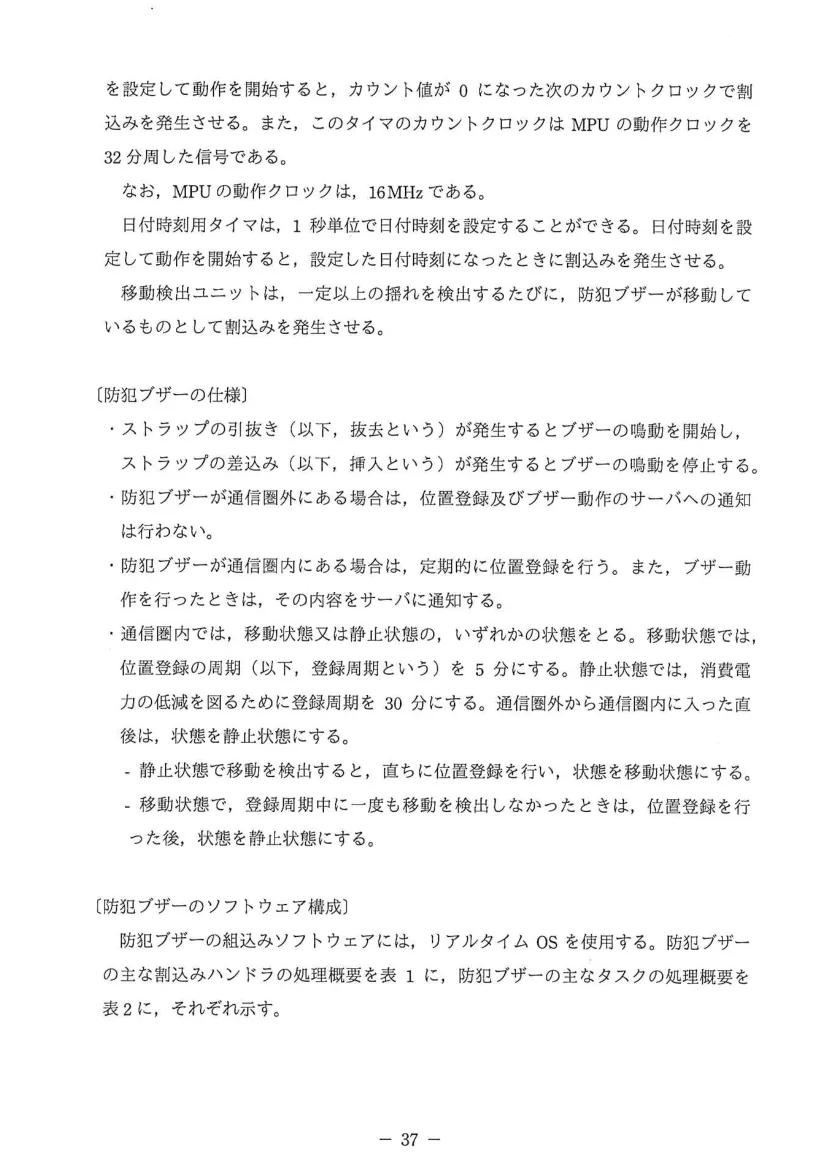 を設定して動作を開始すると，カウント値が 0 になった次のカウントクロックで割
込みを発生させる。また，このタイマのカウントクロックは MPU の動作クロックを
32 分周した信号である。
なお，MPU の動作クロックは，16 MHz である。
日付時刻用タイマは，1 秒単位で日付時刻を設定することができる。日付時刻を設
定して動作を開始すると，設定した日付時刻になったときに割込みを発生させる。
移動検出ユニットは，一定以上の揺れを検出するたびに，防犯ブザーが移動して
いるものとして割込みを発生させる。
〔防犯ブザーの仕様〕
・ストラップの引抜き（以下，抜去という）が発生するとブザーの鳴動を開始し，
ストラップの差込み（以下，挿入という）が発生するとブザーの鳴動を停止する。
・防犯ブザーが通信圏外にある場合は，位置登録及びブザー動作のサーバへの通知
は行わない。
・防犯ブザーが通信圏内にある場合は，定期的に位置登録を行う。また，ブザー動
作を行ったときは，その内容をサーバに通知する。
・通信圏内では，移動状態又は静止状態の，いずれかの状態をとる。移動状態では，
位置登録の周期（以下，登録周期という）を 5 分にする。静止状態では，消費電
力の低減を図るために登録周期を 30 分にする。通信圏外から通信圏内に入った直
後は，状態を静止状態にする。
- 静止状態で移動を検出すると，直ちに位置登録を行い，状態を移動状態にする。
- 移動状態で，登録周期中に一度も移動を検出しなかったときは，位置登録を行
った後，状態を静止状態にする。
〔防犯ブザーのソフトウェア構成〕
防犯ブザーの組込みソフトウェアには，リアルタイム OS を使用する。防犯ブザー
の主な割込みハンドラの処理概要を表 1 に，防犯ブザーの主なタスクの処理概要を
表 2 に，それぞれ示す。
― 37 ―